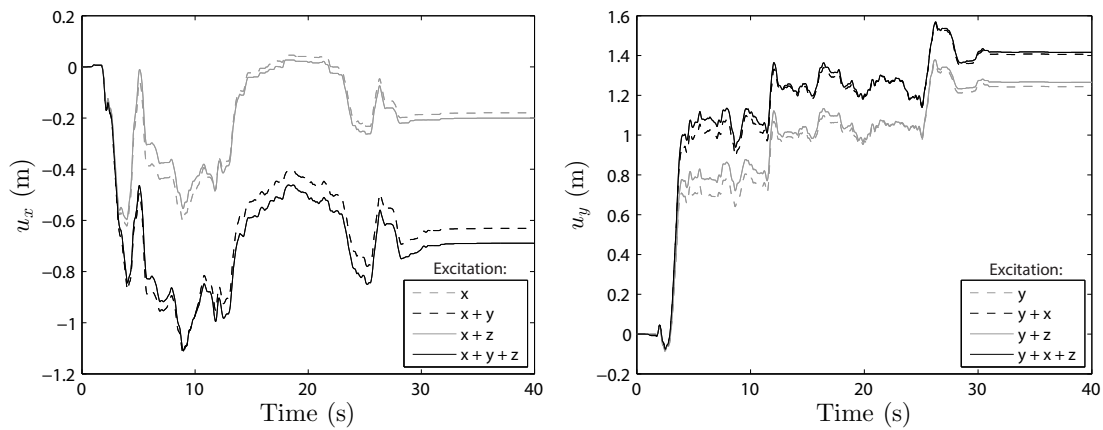 0.2
0
−0.2
−0.4
−0.6
−0.8
−1
−1.2
u_x (m)
0 10 20 30 40
Time (s)
Excitation:
x
x + y
x + z
x + y + z
1.6
1.4
1.2
1
0.8
0.6
0.4
0.2
0
−0.2
u_y (m)
0 10 20 30 40
Time (s)
Excitation:
y
y + x
y + z
y + x + z